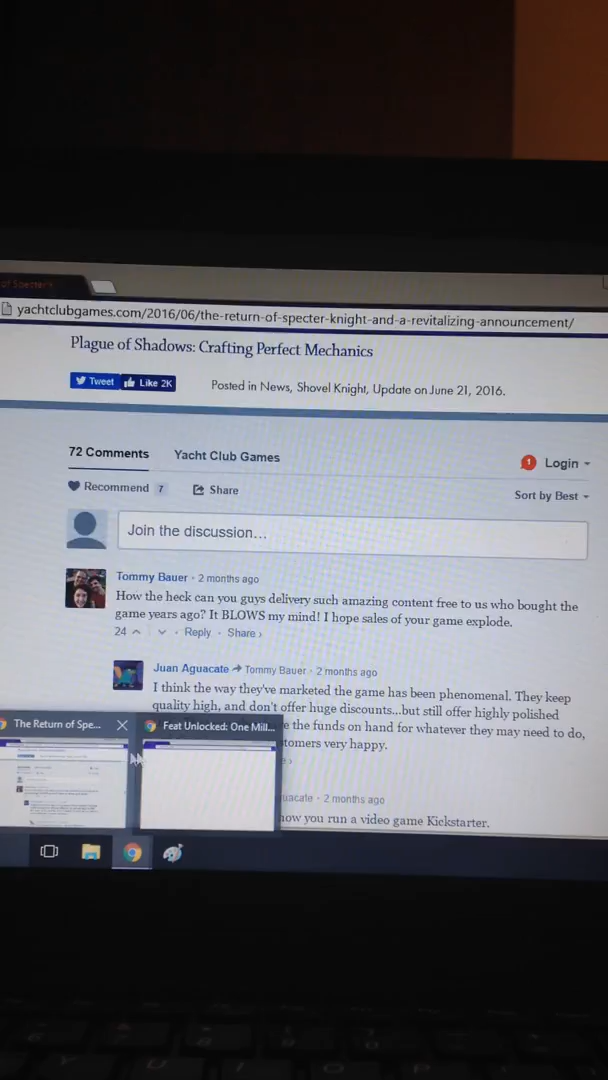 of Specter K
yachtclubgames.com/2016/06/the-return-of-specter-knight-and-a-revitalizing-announcement/
Plague of Shadows: Crafting Perfect Mechanics
Tweet Like 2K Posted in News, Shovel Knight, Update on June 21, 2016.
72 Comments Yacht Club Games 1 Login
Recommend 7 Share Sort by Best
Join the discussion...
Tommy Bauer · 2 months ago
How the heck can you guys delivery such amazing content free to us who bought the
game years ago? It BLOWS my mind! I hope sales of your game explode.
24 · Reply · Share ›
Juan Aguacate Tommy Bauer · 2 months ago
I think the way they've marketed the game has been phenomenal. They keep
quality high, and don't offer huge discounts...but still offer highly polished
The Return of Spe... Feat Unlocked: One Mill...
e the funds on hand for whatever they may need to do,
tomers very happy.
uacate · 2 months ago
how you run a video game Kickstarter.